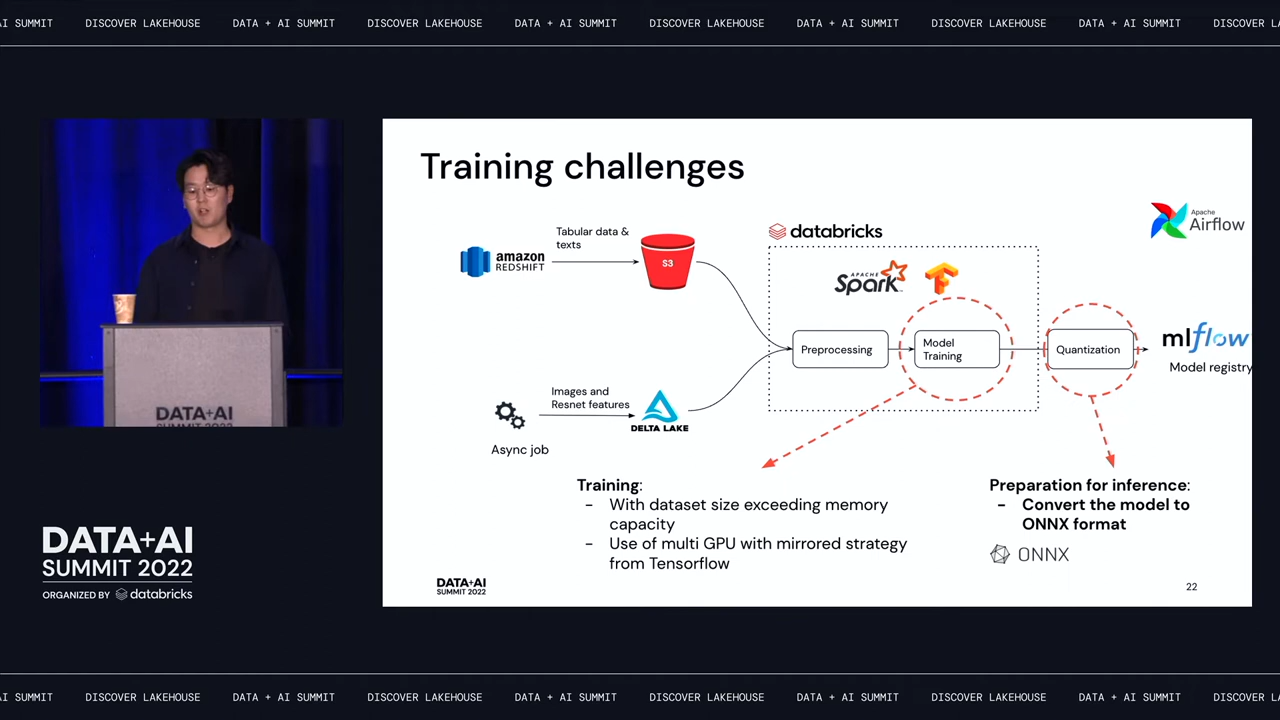 AI SUMMIT DISCOVER LAKEHOUSE DATA + AI SUMMIT DISCOVER LAKEHOUSE DATA + AI SUMMIT DISCOVER LAKEHOUSE DATA + AI SUMMIT DISCOVER LAKEHOUSE DATA + AI SUMMIT DISCOVER LA
Training challenges
Apache
Airflow
databricks
Tabular data &
texts
amazon
REDSHIFT
S3
APACHE
Spark
Preprocessing
Model
Training
Quantization
mlflow
Model registry
Images and
Resnet features
DELTA LAKE
Async job
DATA+AI
SUMMIT 2022
Training:
- With dataset size exceeding memory
capacity
- Use of multi GPU with mirrored strategy
from Tensorflow
Preparation for inference:
- Convert the model to
ONNX format
ONNX
DATA+AI
SUMMIT 2022
22
DATA+AI
SUMMIT 2022
ORGANIZED BY databricks
AI SUMMIT DISCOVER LAKEHOUSE DATA + AI SUMMIT DISCOVER LAKEHOUSE DATA + AI SUMMIT DISCOVER LAKEHOUSE DATA + AI SUMMIT DISCOVER LAKEHOUSE DATA + AI SUMMIT DISCOVER LA